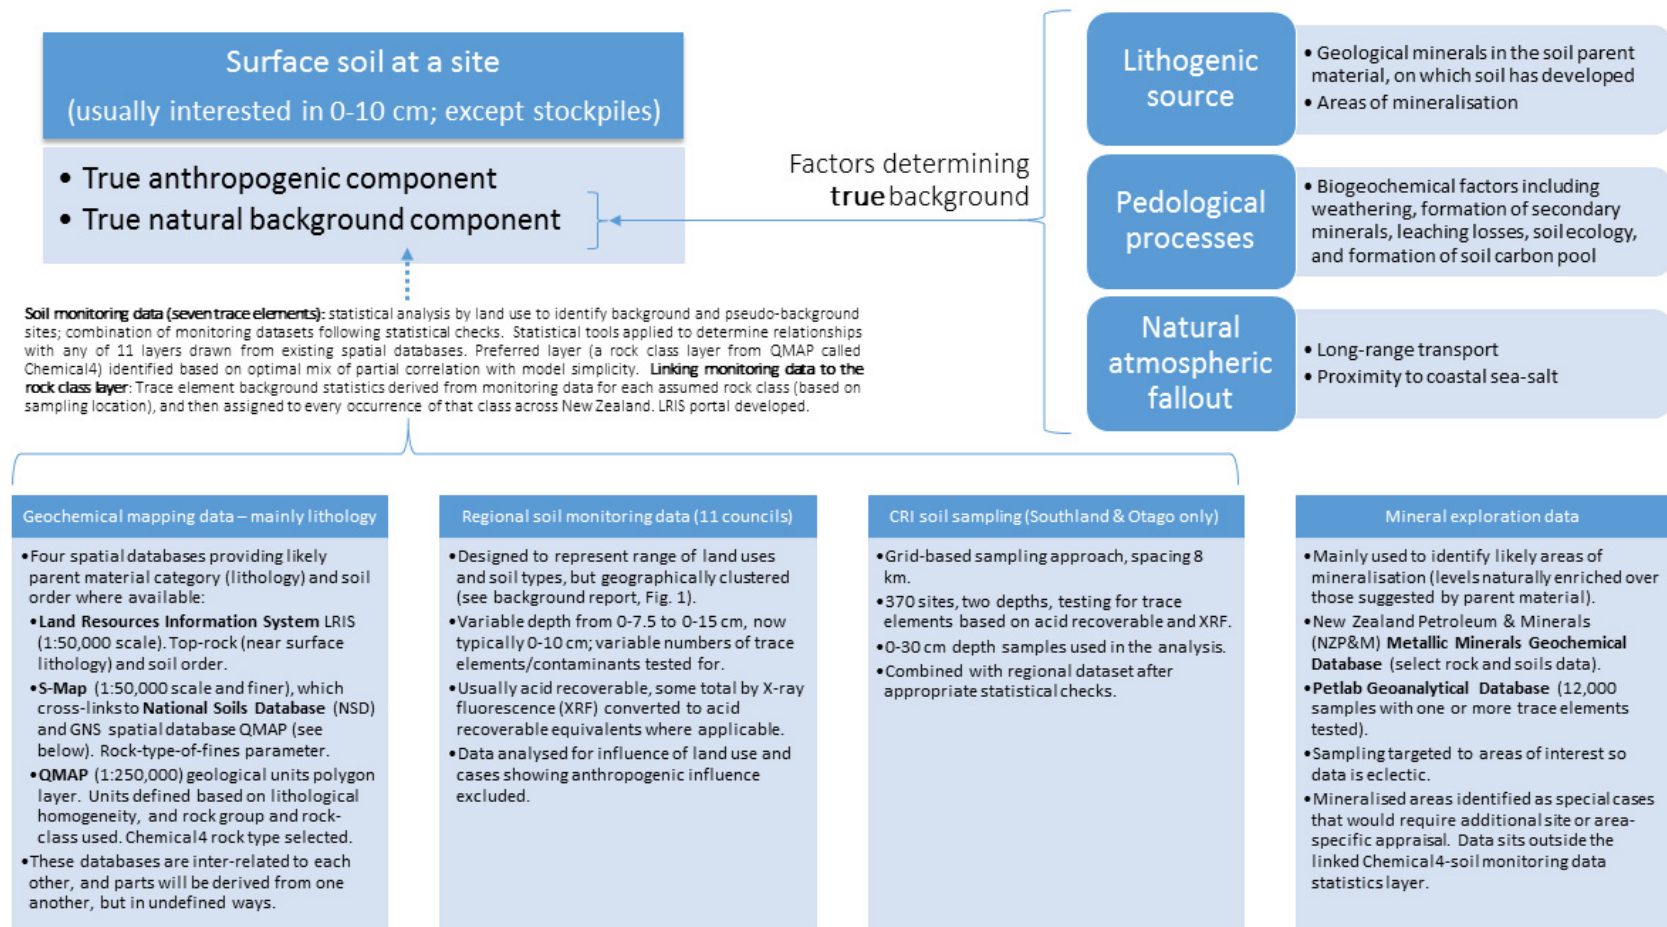 Surface soil at a site
(usually interested in 0-10 cm; except stockpiles)
• True anthropogenic component
• True natural background component
Factors determining
true background
Lithogenic
source
• Geological minerals in the soil parent
material, on which soil has developed
• Areas of mineralisation
Pedological
processes
• Biogeochemical factors including
weathering, formation of secondary
minerals, leaching losses, soil ecology,
and formation of soil carbon pool
Natural
atmospheric
fallout
• Long-range transport
• Proximity to coastal sea-salt
Soil monitoring data (seven trace elements): statistical analysis by land use to identify background and pseudo-background
sites; combination of monitoring datasets following statistical checks. Statistical tools applied to determine relationships
with any of 11 layers drawn from existing spatial databases. Preferred layer (a rock class layer from QMAP called
Chemical4) identified based on optimal mix of partial correlation with model simplicity. Linking monitoring data to the
rock class layer: Trace element background statistics derived from monitoring data for each assumed rock class (based on
sampling location), and then assigned to every occurrence of that class across New Zealand. LRIS portal developed.
Geochemical mapping data – mainly lithology
•Four spatial databases providing likely
parent material category (lithology) and soil
order where available:
•Land Resources Information System LRIS
(1:50,000 scale). Top-rock (near surface
lithology) and soil order.
•S-Map (1:50,000 scale and finer), which
cross-links to National Soils Database (NSD)
and GNS spatial database QMAP (see
below). Rock-type-of-fines parameter.
•QMAP (1:250,000) geological units polygon
layer. Units defined based on lithological
homogeneity, and rock group and rock-
class used. Chemical4 rock type selected.
•These databases are inter-related to each
other, and parts will be derived from one
another, but in undefined ways.
Regional soil monitoring data (11 councils)
•Designed to represent range of land uses
and soil types, but geographically clustered
(see background report, Fig. 1).
•Variable depth from 0-7.5 to 0-15 cm, now
typically 0-10 cm; variable numbers of trace
elements/contaminants tested for.
•Usually acid recoverable, some total by X-ray
fluorescence (XRF) converted to acid
recoverable equivalents where applicable.
•Data analysed for influence of land use and
cases showing anthropogenic influence
excluded.
CRI soil sampling (Southland & Otago only)
•Grid-based sampling approach, spacing 8
km.
•370 sites, two depths, testing for trace
elements based on acid recoverable and XRF.
•0-30 cm depth samples used in the analysis.
•Combined with regional dataset after
appropriate statistical checks.
Mineral exploration data
•Mainly used to identify likely areas of
mineralisation (levels naturally enriched over
those suggested by parent material).
•New Zealand Petroleum & Minerals
(NZP&M) Metallic Minerals Geochemical
Database (select rock and soils data).
•Petlab Geoanalytical Database (12,000
samples with one or more trace elements
tested).
•Sampling targeted to areas of interest so
data is eclectic.
•Mineralised areas identified as special cases
that would require additional site or area-
specific appraisal. Data sits outside the
linked Chemical4-soil monitoring data
statistics layer.